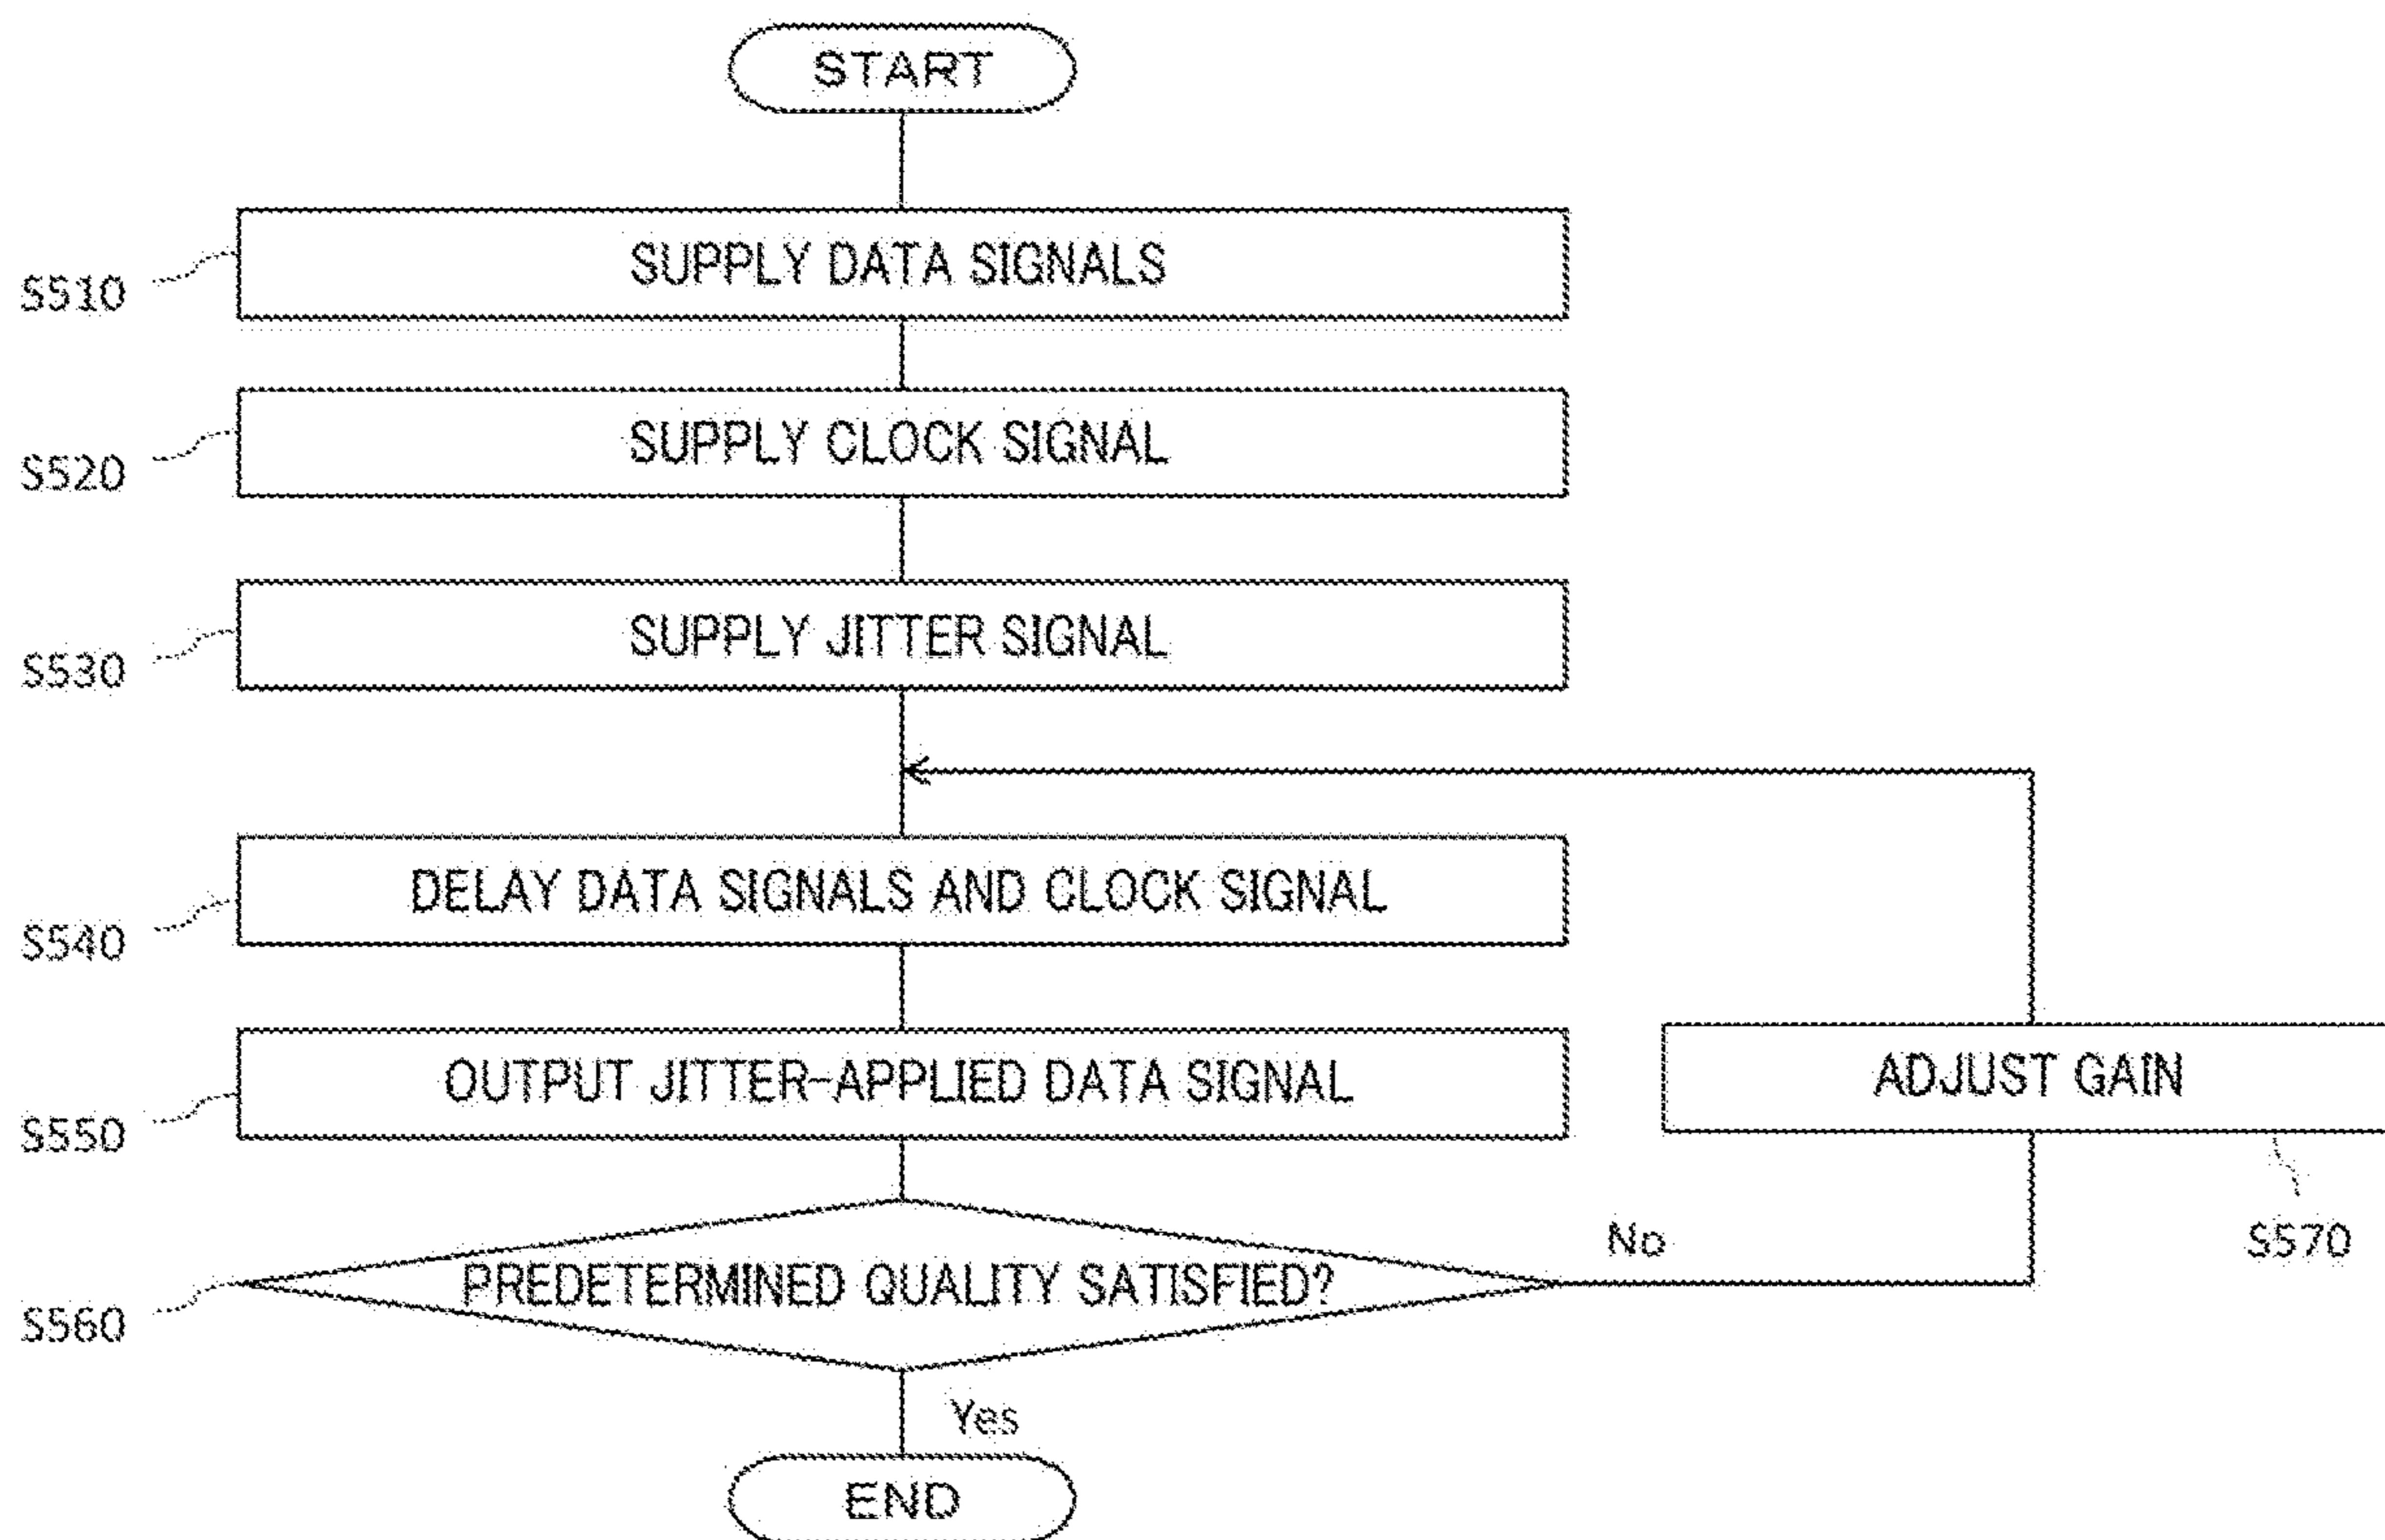 START
SUPPLY DATA SIGNALS
S510
SUPPLY CLOCK SIGNAL
S520
SUPPLY JITTER SIGNAL
S530
DELAY DATA SIGNALS AND CLOCK SIGNAL
S540
OUTPUT JITTER-APPLIED DATA SIGNAL
S550
ADJUST GAIN
S570
PREDETERMINED QUALITY SATISFIED?
No
S560
Yes
END